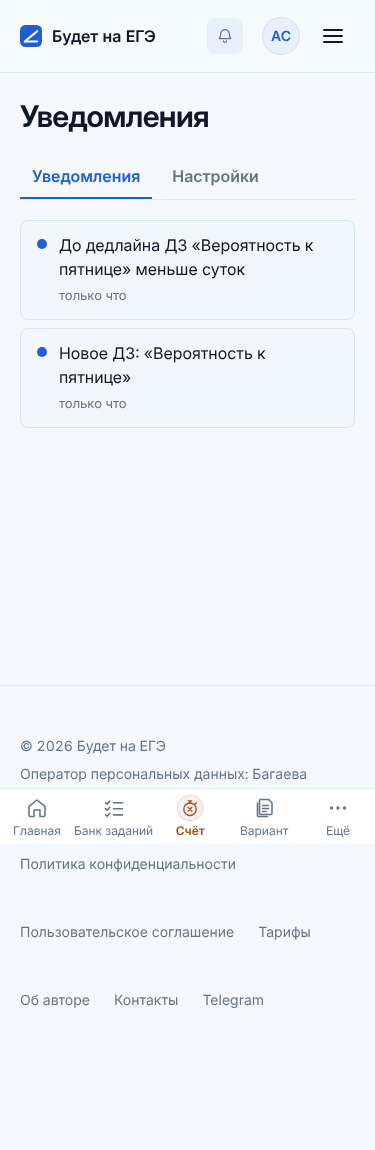 Будет на ЕГЭ
АС
Уведомления
Уведомления
Настройки
До дедлайна ДЗ «Вероятность к
пятнице» меньше суток
только что
Новое ДЗ: «Вероятность к
пятнице»
только что
© 2026 Будет на ЕГЭ
Оператор персональных данных: Багаева
Главная
Банк заданий
Счёт
Вариант
Ещё
Политика конфиденциальности
Пользовательское соглашение
Тарифы
Об авторе
Контакты
Telegram